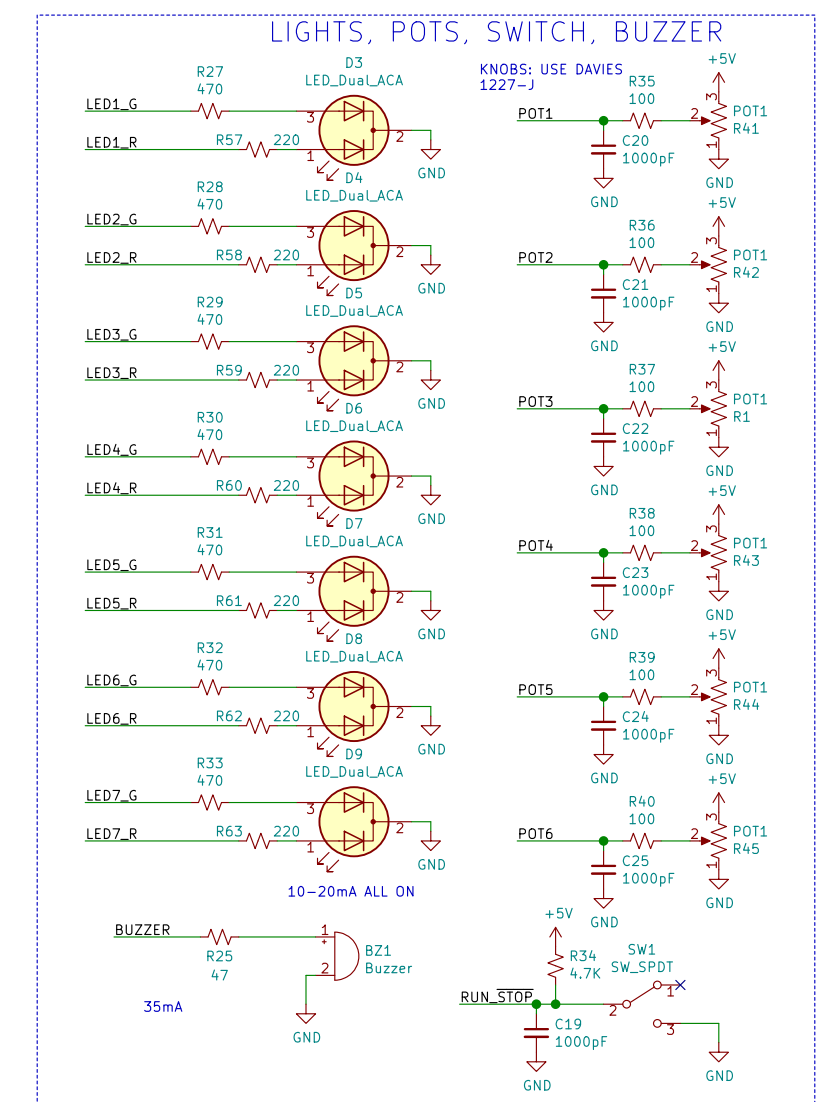 LIGHTS, POTS, SWITCH, BUZZER
KNOBS: USE DAVIES
1227-J
R27
470
D3
LED_Dual_ACA
LED1_G
3
2
LED1_R
R57 220
1
GND
R28
470
D4
LED_Dual_ACA
LED2_G
3
2
LED2_R
R58 220
1
GND
R29
470
D5
LED_Dual_ACA
LED3_G
3
2
LED3_R
R59 220
1
GND
R30
470
D6
LED_Dual_ACA
LED4_G
3
2
LED4_R
R60 220
1
GND
R31
470
D7
LED_Dual_ACA
LED5_G
3
2
LED5_R
R61 220
1
GND
R32
470
D8
LED_Dual_ACA
LED6_G
3
2
LED6_R
R62 220
1
GND
R33
470
D9
LED_Dual_ACA
LED7_G
3
2
LED7_R
R63 220
1
GND
10-20mA ALL ON
+5V
R35
100
POT1
2
3
1
POT1
R41
C20
1000pF
GND
GND
+5V
R36
100
POT2
2
3
1
POT1
R42
C21
1000pF
GND
GND
+5V
R37
100
POT3
2
3
1
POT1
R1
C22
1000pF
GND
GND
+5V
R38
100
POT4
2
3
1
POT1
R43
C23
1000pF
GND
GND
+5V
R39
100
POT5
2
3
1
POT1
R44
C24
1000pF
GND
GND
+5V
R40
100
POT6
2
3
1
POT1
R45
C25
1000pF
GND
GND
BUZZER
R25
47
1
+
2
BZ1
Buzzer
35mA
GND
+5V
R34
4.7K
SW1
SW_SPDT
RUN_STOP
2
1
3
C19
1000pF
GND
GND